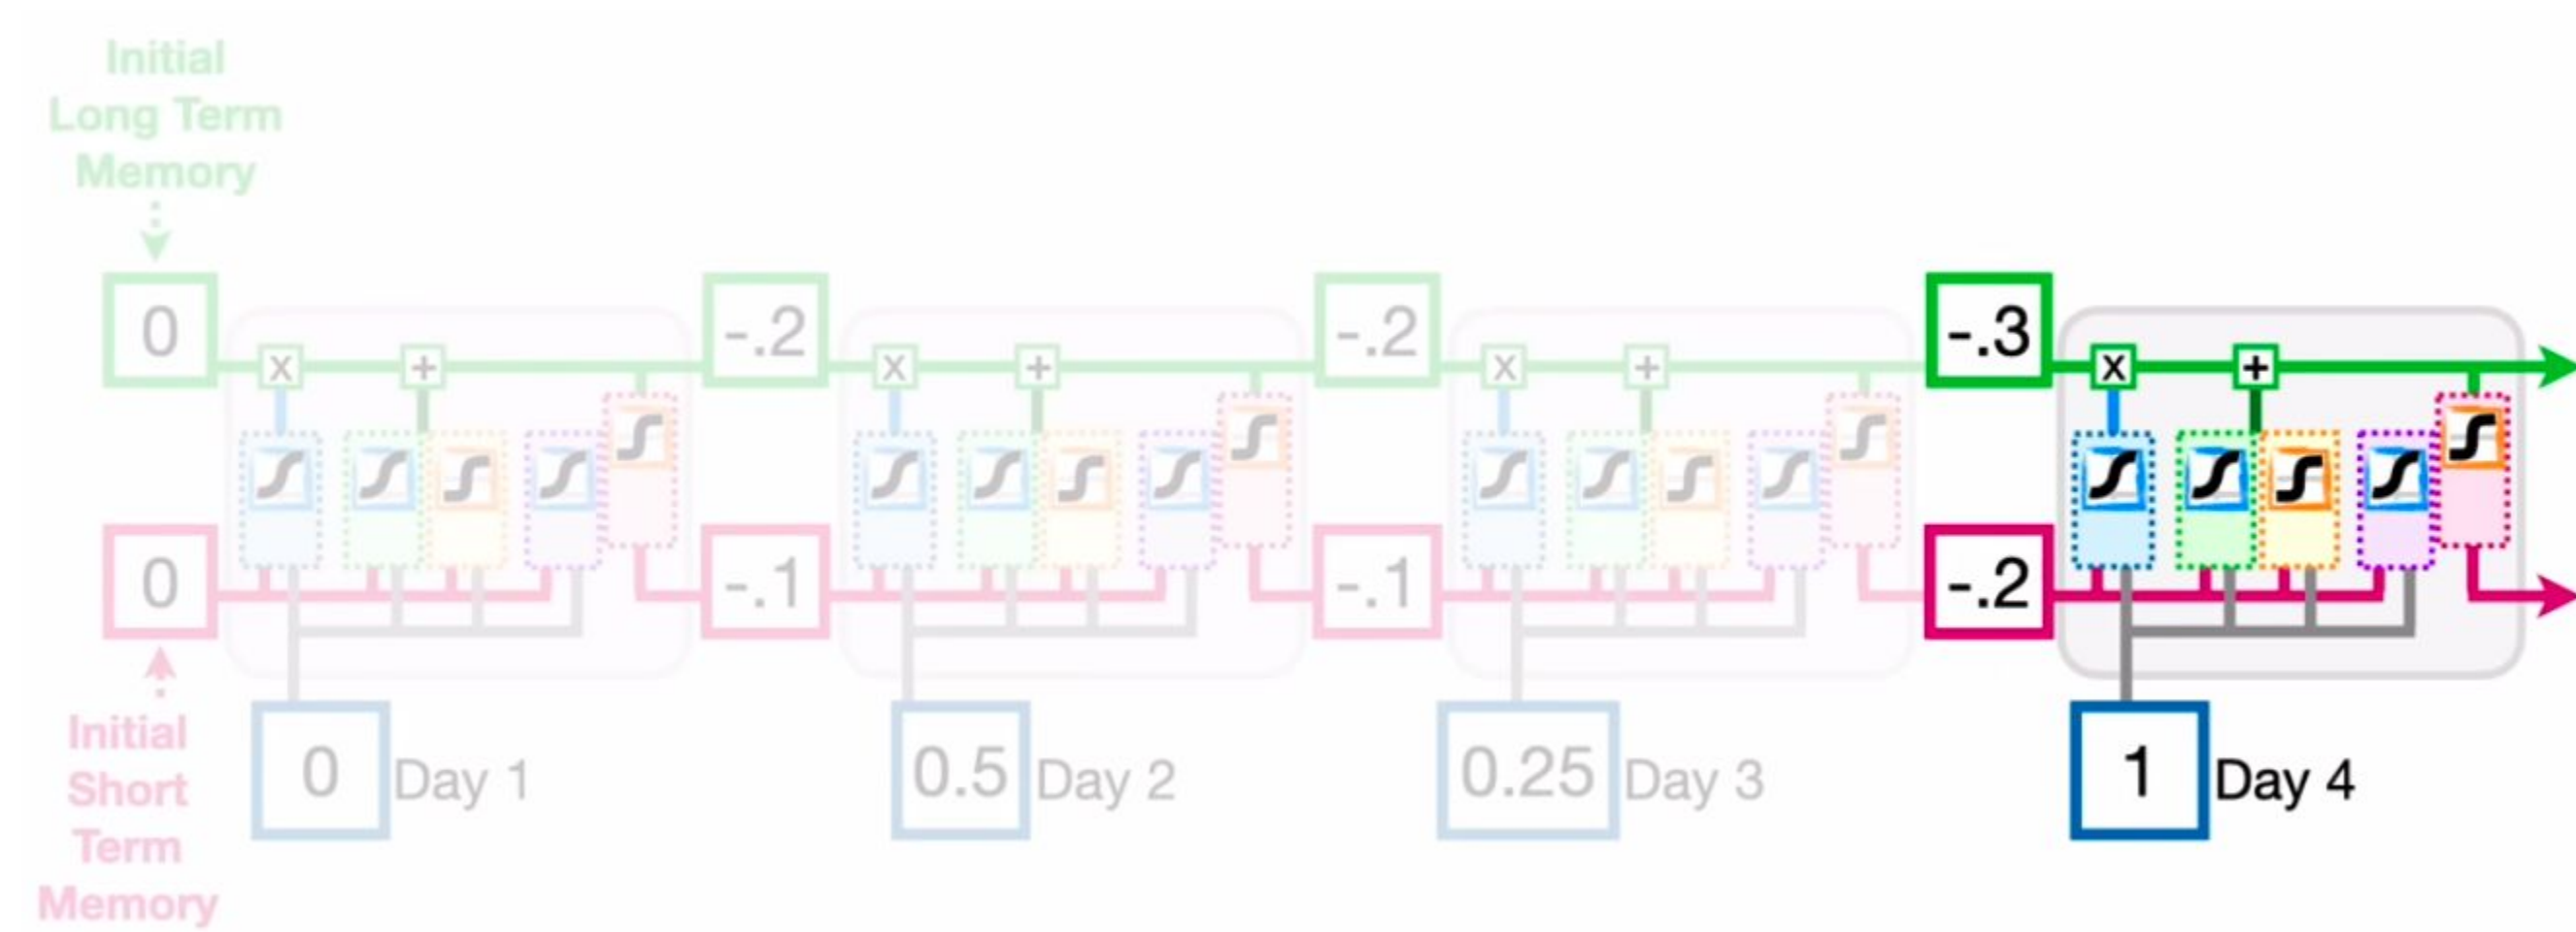 Initial
Long Term
Memory
0
-.2
-.2
-.3
x
+
x
+
x
+
x
+
0
-.1
-.1
-.2
Initial
Short
Term
Memory
0 Day 1
0.5 Day 2
0.25 Day 3
1 Day 4